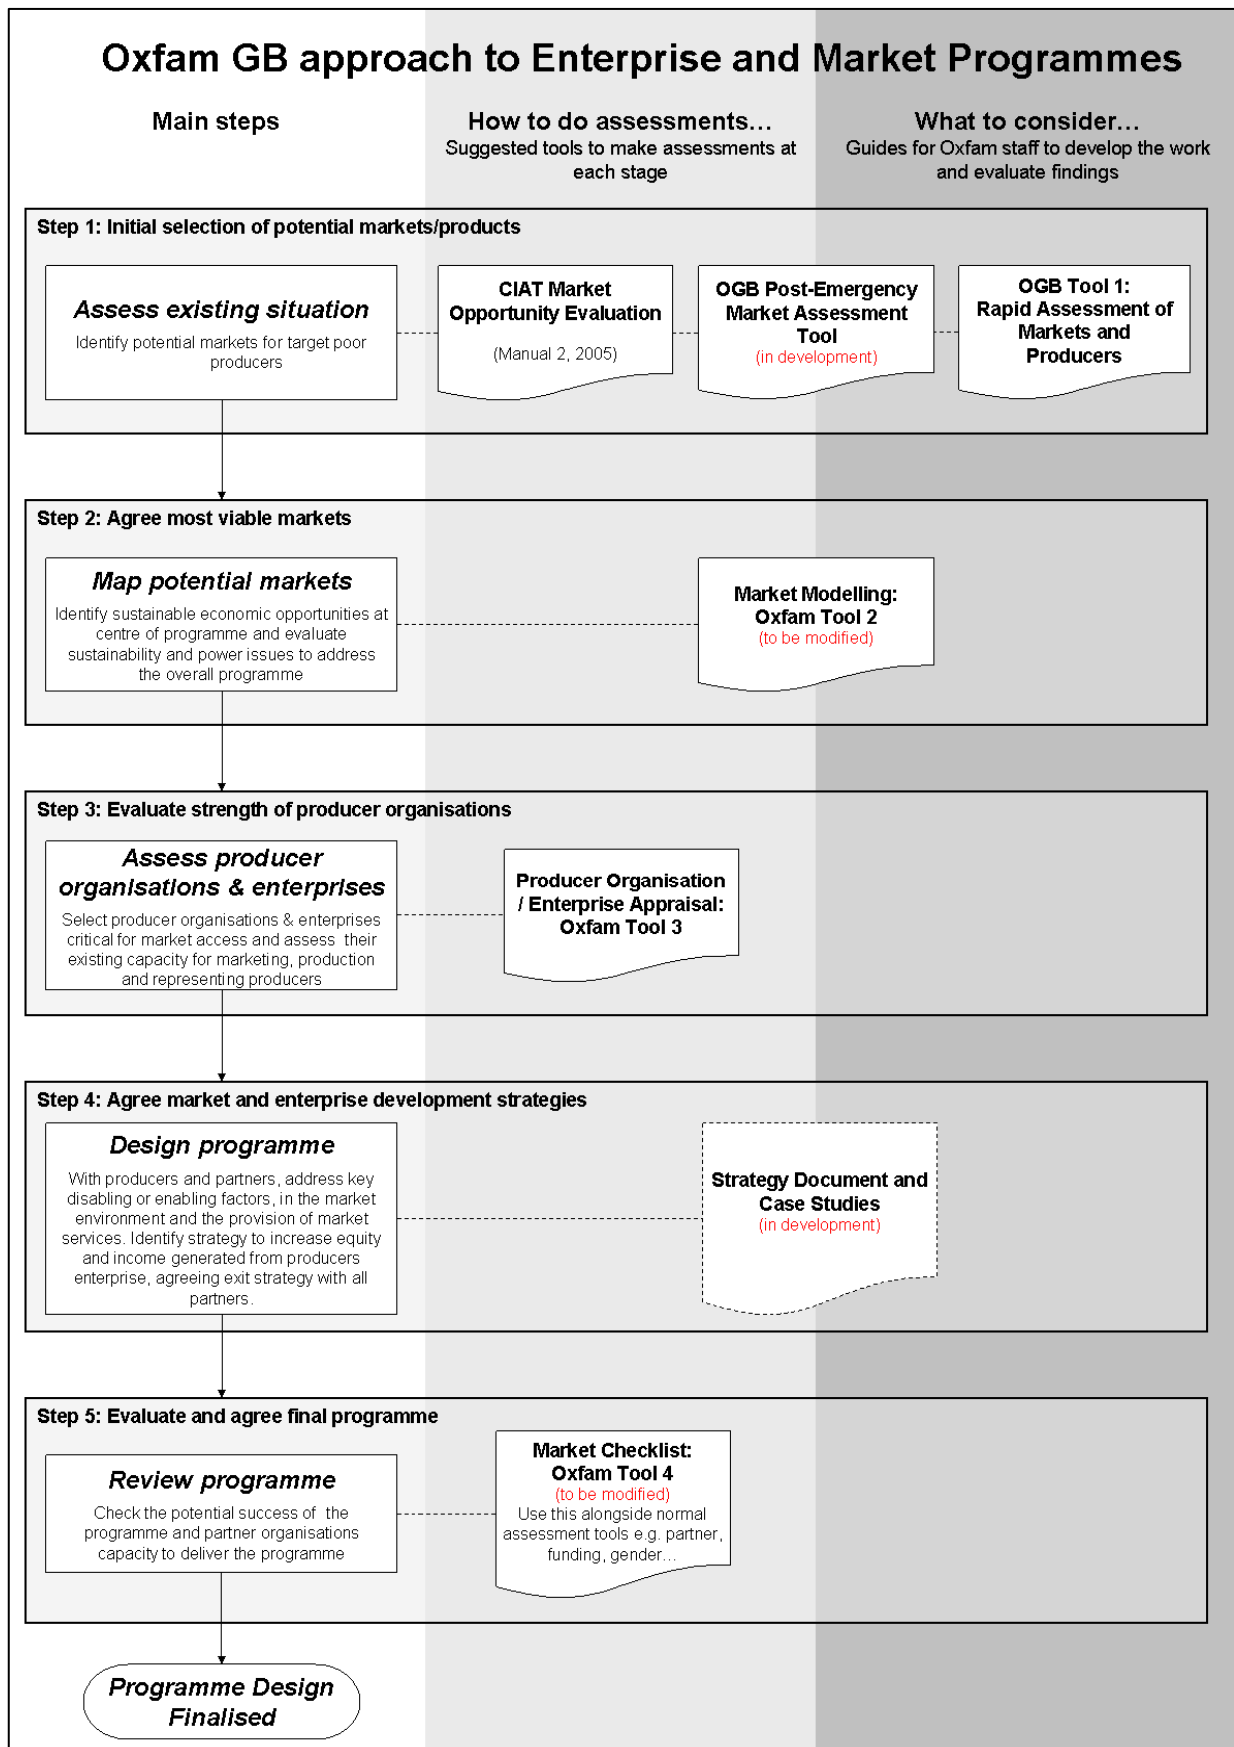 Oxfam GB approach to Enterprise and Market Programmes
Main steps
How to do assessments...
Suggested tools to make assessments at
each stage
What to consider...
Guides for Oxfam staff to develop the work
and evaluate findings
Step 1: Initial selection of potential markets/products
Assess existing situation
Identify potential markets for target poor
producers
CIAT Market
Opportunity Evaluation
(Manual 2, 2005)
OGB Post-Emergency
Market Assessment
Tool
(in development)
OGB Tool 1:
Rapid Assessment of
Markets and
Producers
Step 2: Agree most viable markets
Map potential markets
Identify sustainable economic opportunities at
centre of programme and evaluate
sustainability and power issues to address
the overall programme
Market Modelling:
Oxfam Tool 2
(to be modified)
Step 3: Evaluate strength of producer organisations
Assess producer
organisations & enterprises
Select producer organisations & enterprises
critical for market access and assess their
existing capacity for marketing, production
and representing producers
Producer Organisation
/ Enterprise Appraisal:
Oxfam Tool 3
Step 4: Agree market and enterprise development strategies
Design programme
With producers and partners, address key
disabling or enabling factors, in the market
environment and the provision of market
services. Identify strategy to increase equity
and income generated from producers
enterprise, agreeing exit strategy with all
partners.
Strategy Document and
Case Studies
(in development)
Step 5: Evaluate and agree final programme
Review programme
Check the potential success of the
programme and partner organisations
capacity to deliver the programme
Market Checklist:
Oxfam Tool 4
(to be modified)
Use this alongside normal
assessment tools e.g. partner,
funding, gender...
Programme Design
Finalised